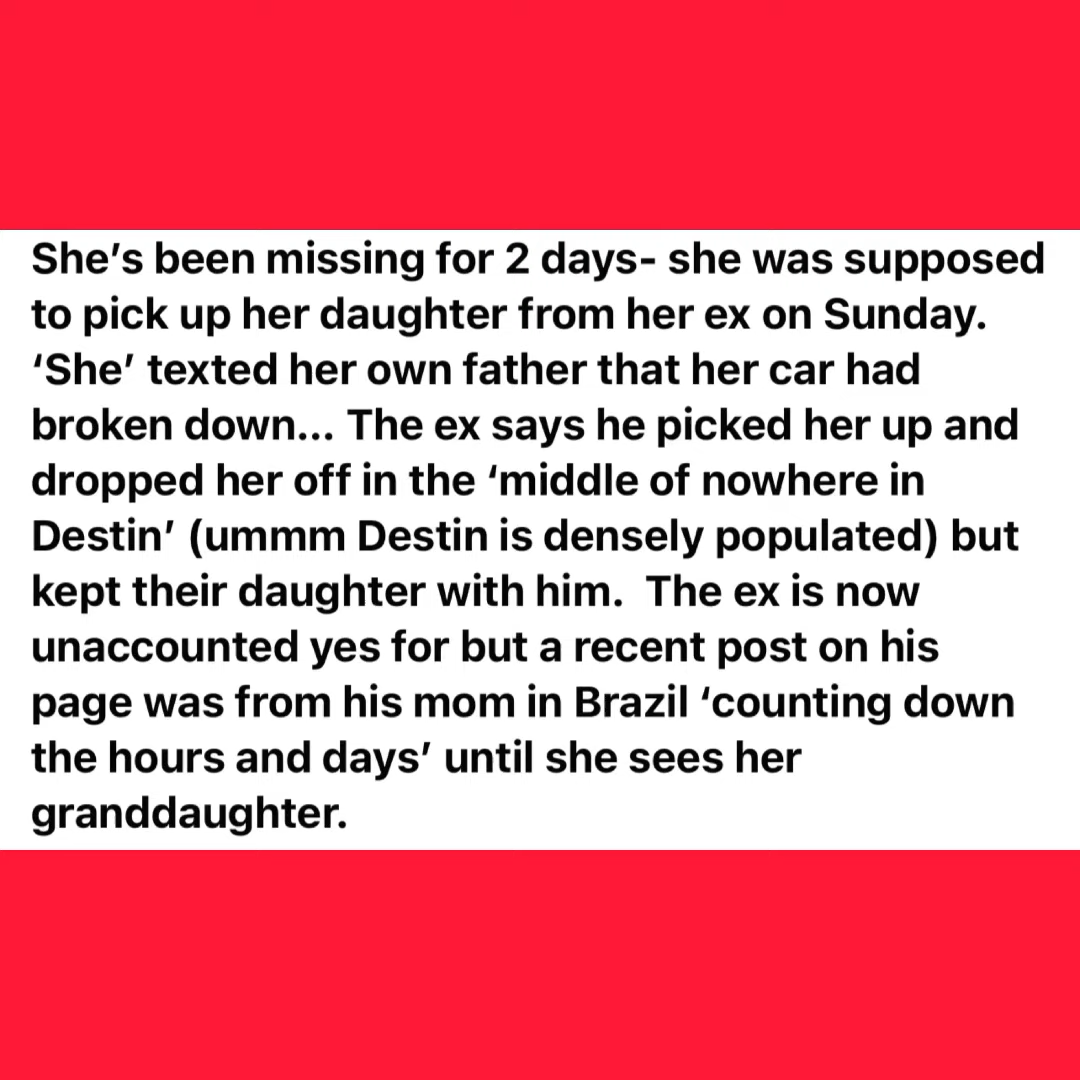 She’s been missing for 2 days- she was supposed
to pick up her daughter from her ex on Sunday.
‘She’ texted her own father that her car had
broken down... The ex says he picked her up and
dropped her off in the ‘middle of nowhere in
Destin’ (ummm Destin is densely populated) but
kept their daughter with him.  The ex is now
unaccounted yes for but a recent post on his
page was from his mom in Brazil ‘counting down
the hours and days’ until she sees her
granddaughter.